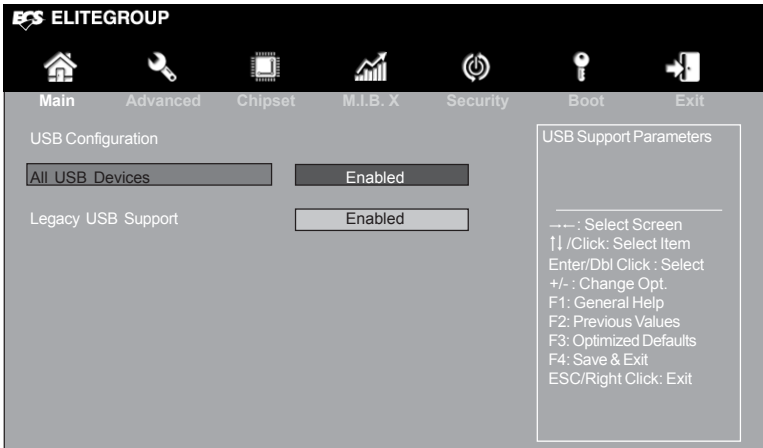 ECS ELITEGROUP
Main Advanced Chipset M.I.B. X Security Boot Exit
USB Configuration
All USB Devices Enabled
Legacy USB Support Enabled
USB Support Parameters
→← : Select Screen
↑↓ /Click: Select Item
Enter/Dbl Click : Select
+/- : Change Opt.
F1: General Help
F2: Previous Values
F3: Optimized Defaults
F4: Save & Exit
ESC/Right Click: Exit